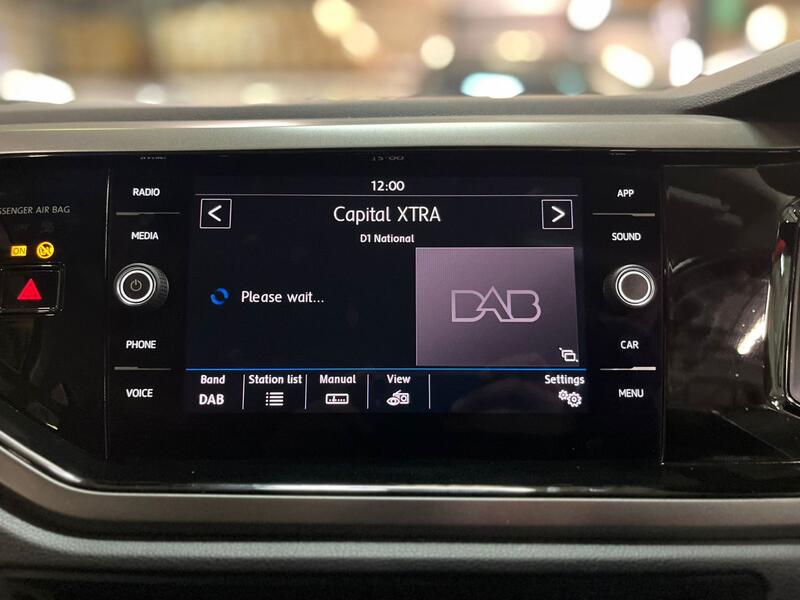 12:00
Capital XTRA
D1 National
Please wait...
DAB
Band
DAB
Station list
Manual
View
Settings
RADIO
MEDIA
PHONE
VOICE
APP
SOUND
CAR
MENU
SSENGER AIR BAG
ON